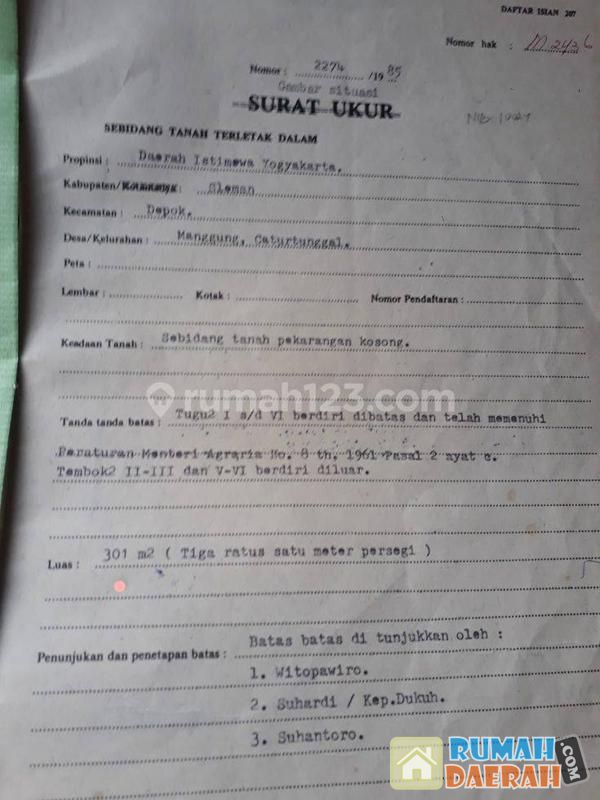 DAFTAR ISIAN 207
Nomor hak : M 2436
Nomor : 2274 /1985
Gambar situasi
SURAT UKUR
SEBIDANG TANAH TERLETAK DALAM
Propinsi : Daerah Istimewa Yogyakarta.
Kabupaten/Kotamadya : Sleman
Kecamatan : Depok.
Desa/Kelurahan : Manggung, Caturtunggal.
Peta :
Lembar : Kotak : Nomor Pendaftaran :
Keadaan Tanah : Sebidang tanah pekarangan kosong.
rumah123.com
Tanda tanda batas : Tugu2 I s/d VI berdiri dibatas dan telah memenuhi
Peraturan Menteri Agraria No. 8 th. 1961 Pasal 2 ayat c.
Tembok2 II-III dan V-VI berdiri diluar.
Luas : 301 m2 ( Tiga ratus satu meter persegi )
Penunjukan dan penetapan batas : Batas batas di tunjukkan oleh :
1. Witopawiro.
2. Suhardi / Kep.Dukuh.
3. Suhantoro.
RUMAH
DAERAH.COM